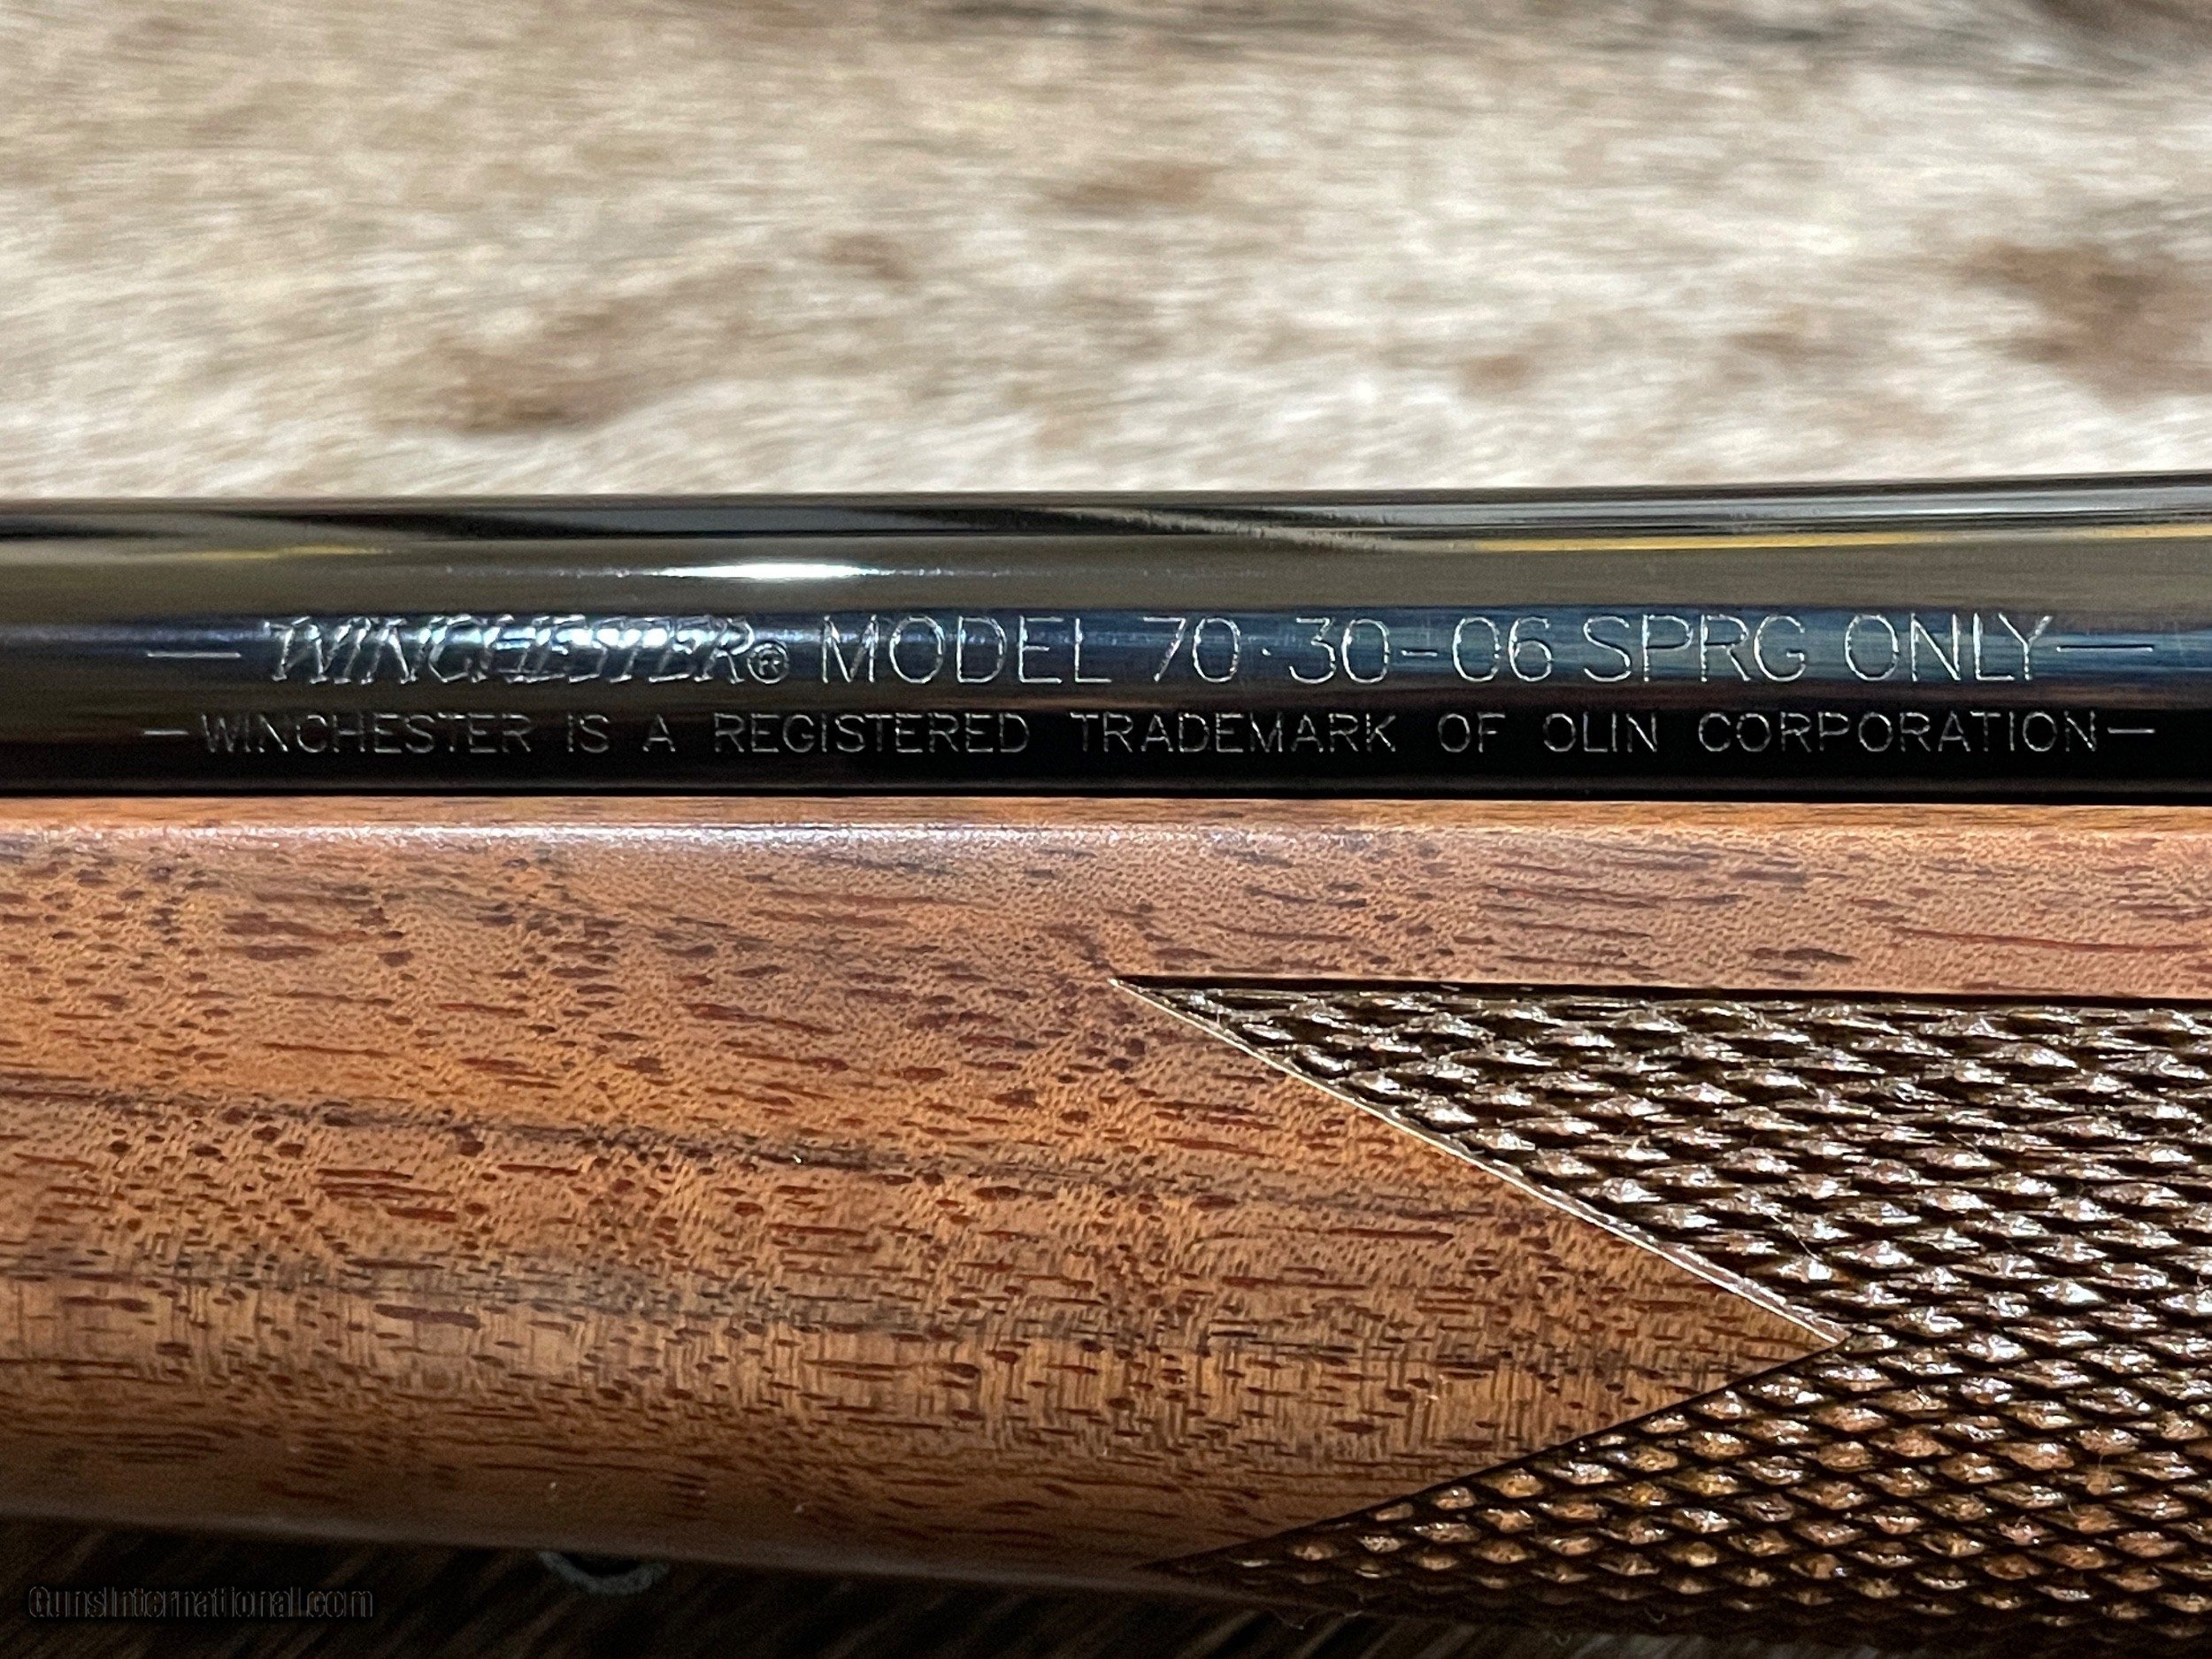 —WINCHESTER® MODEL 70·30-06 SPRG ONLY—
—WINCHESTER IS A REGISTERED TRADEMARK OF OLIN CORPORATION—
GunsInternational.com